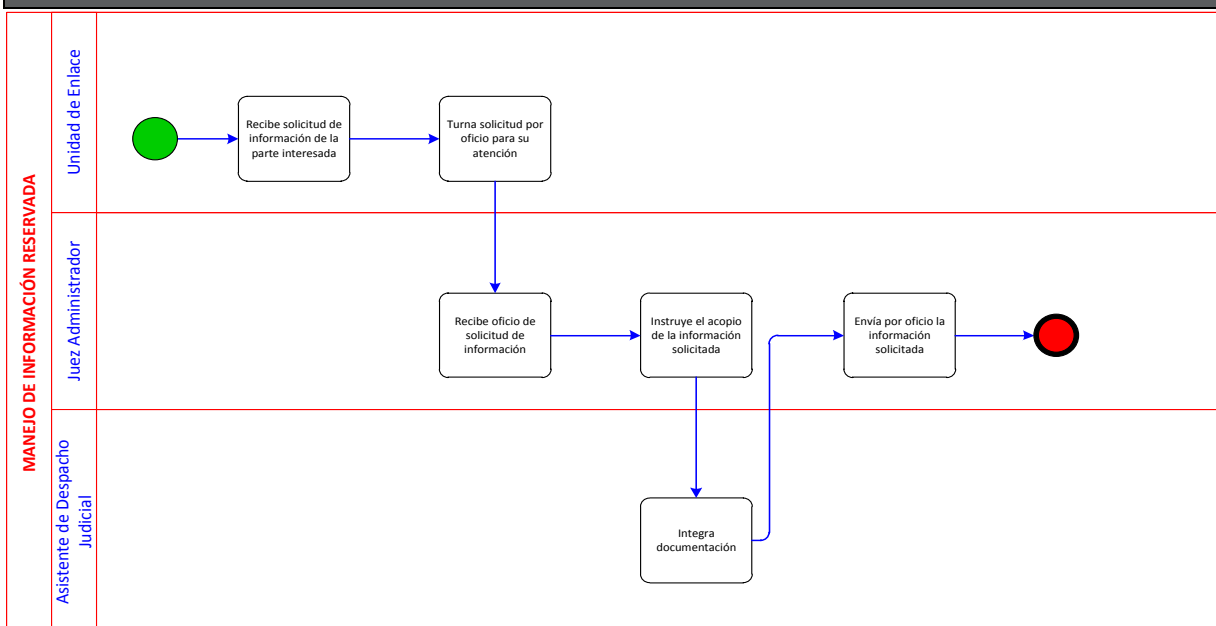 MANEJO DE INFORMACIÓN RESERVADA
Unidad de Enlace
Recibe solicitud de
información de la
parte interesada
Turna solicitud por
oficio para su
atención
Juez Administrador
Recibe oficio de
solicitud de
información
Instruye el acopio
de la información
solicitada
Envía por oficio la
información
solicitada
Asistente de Despacho
Judicial
Integra
documentación